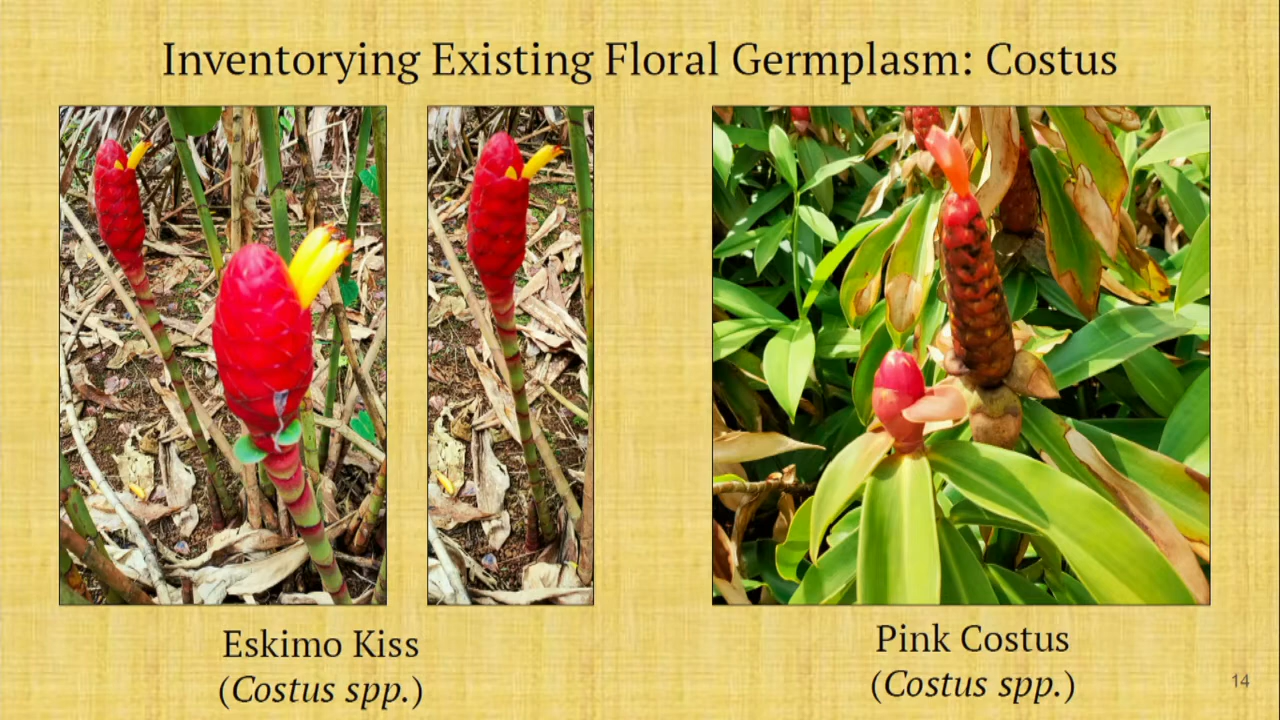 Inventorying Existing Floral Germplasm: Costus
Eskimo Kiss
(Costus spp.)
Pink Costus
(Costus spp.)
14